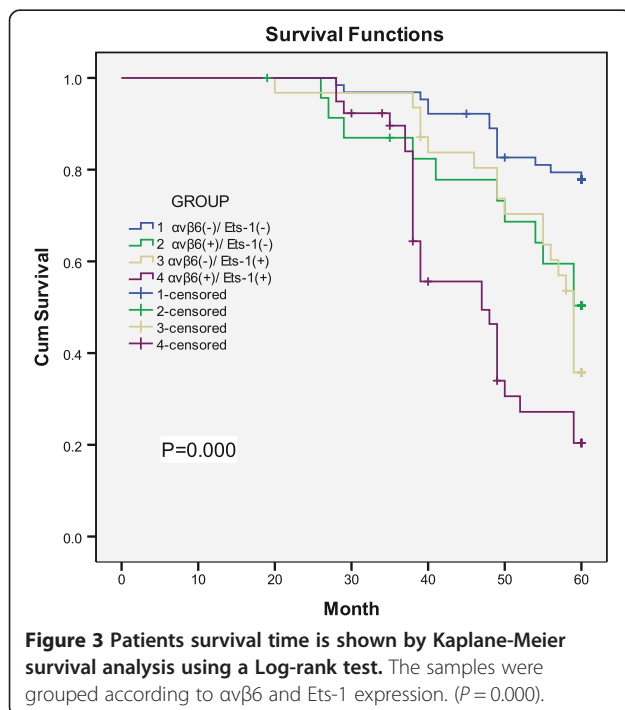 Survival Functions
1.0
0.8
0.6
0.4
0.2
0.0
Cum Survival
GROUP
1 αvβ6(-)/ Ets-1(-)
2 αvβ6(+)/ Ets-1(-)
3 αvβ6(-)/ Ets-1(+)
4 αvβ6(+)/ Ets-1(+)
1-censored
2-censored
3-censored
4-censored
P=0.000
0 10 20 30 40 50 60
Month
Figure 3 Patients survival time is shown by Kaplane-Meier
survival analysis using a Log-rank test. The samples were
grouped according to αvβ6 and Ets-1 expression. (P = 0.000).